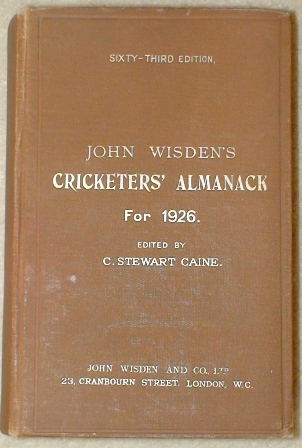 SIXTY-THIRD EDITION,
JOHN WISDEN'S
CRICKETERS' ALMANACK
For 1926.
EDITED BY
C. STEWART CAINE.
JOHN WISDEN AND CO. LTD
23, CRANBOURN STREET, LONDON, W.C.